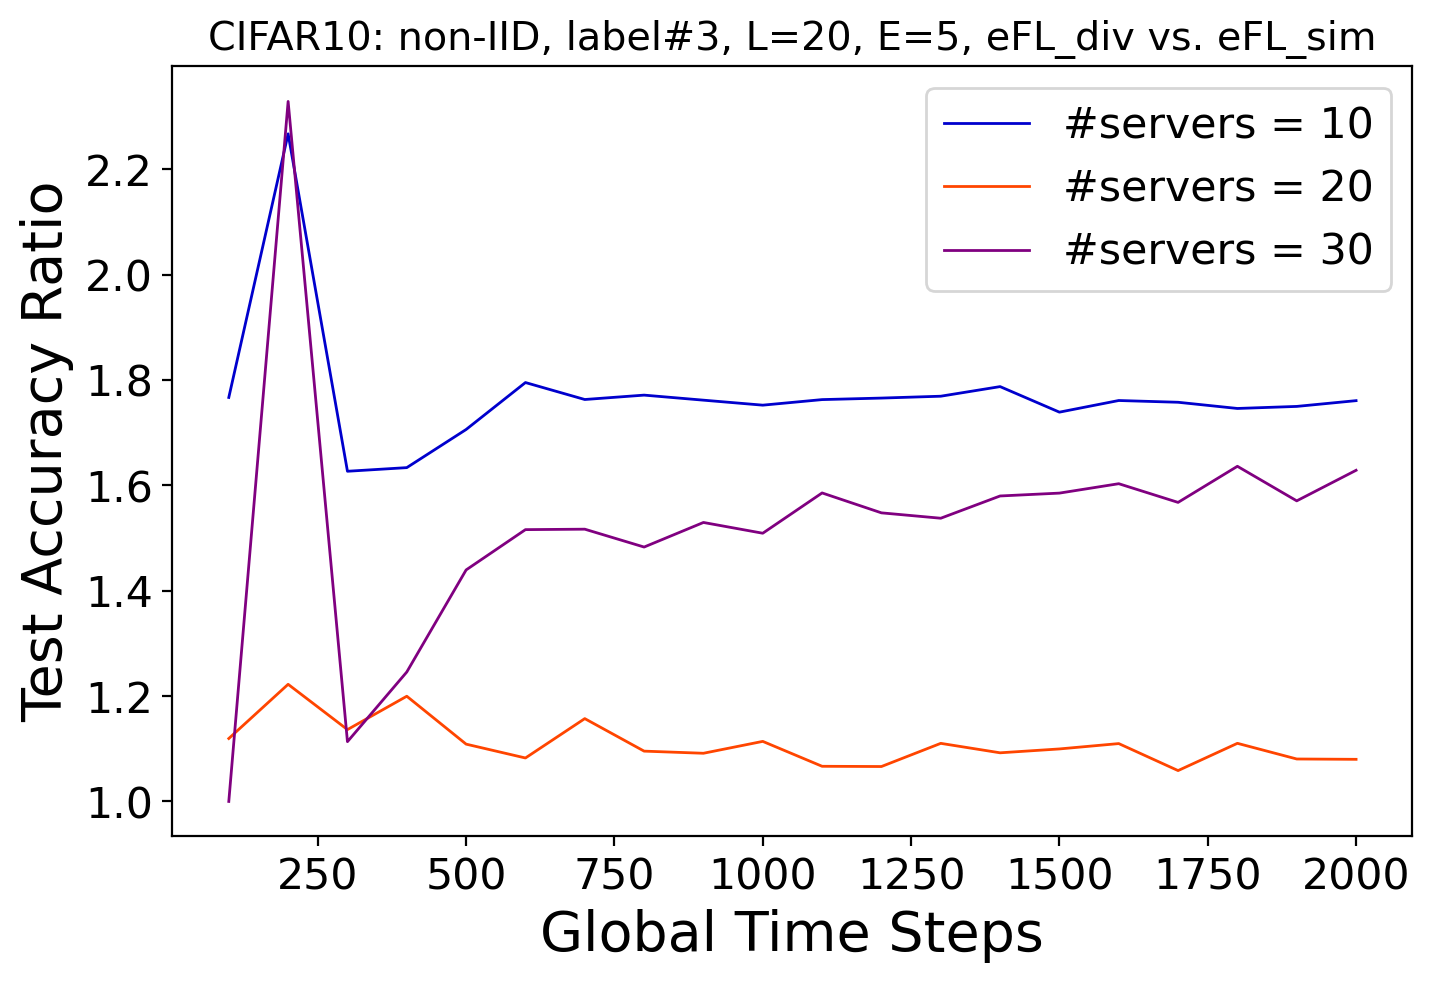 CIFAR10: non-IID, label#3, L=20, E=5, eFL_div vs. eFL_sim
#servers = 10
#servers = 20
#servers = 30
Test Accuracy Ratio
2.2
2.0
1.8
1.6
1.4
1.2
1.0
250 500 750 1000 1250 1500 1750 2000
Global Time Steps